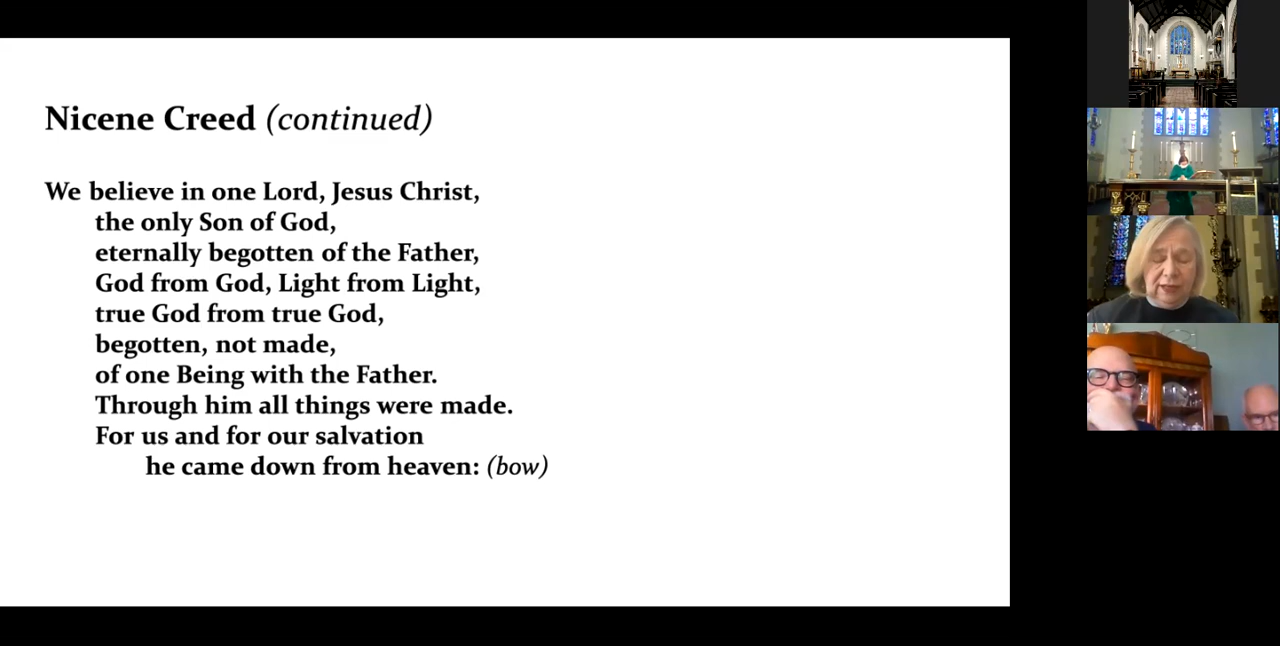 Nicene Creed (continued)
We believe in one Lord, Jesus Christ,
the only Son of God,
eternally begotten of the Father,
God from God, Light from Light,
true God from true God,
begotten, not made,
of one Being with the Father.
Through him all things were made.
For us and for our salvation
he came down from heaven: (bow)